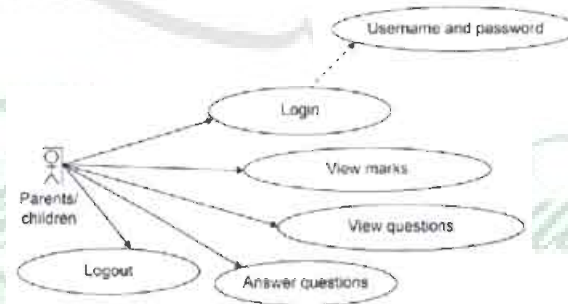 Username and password
Login
View marks
Parents/
children
View questions
Logout
Answer questions